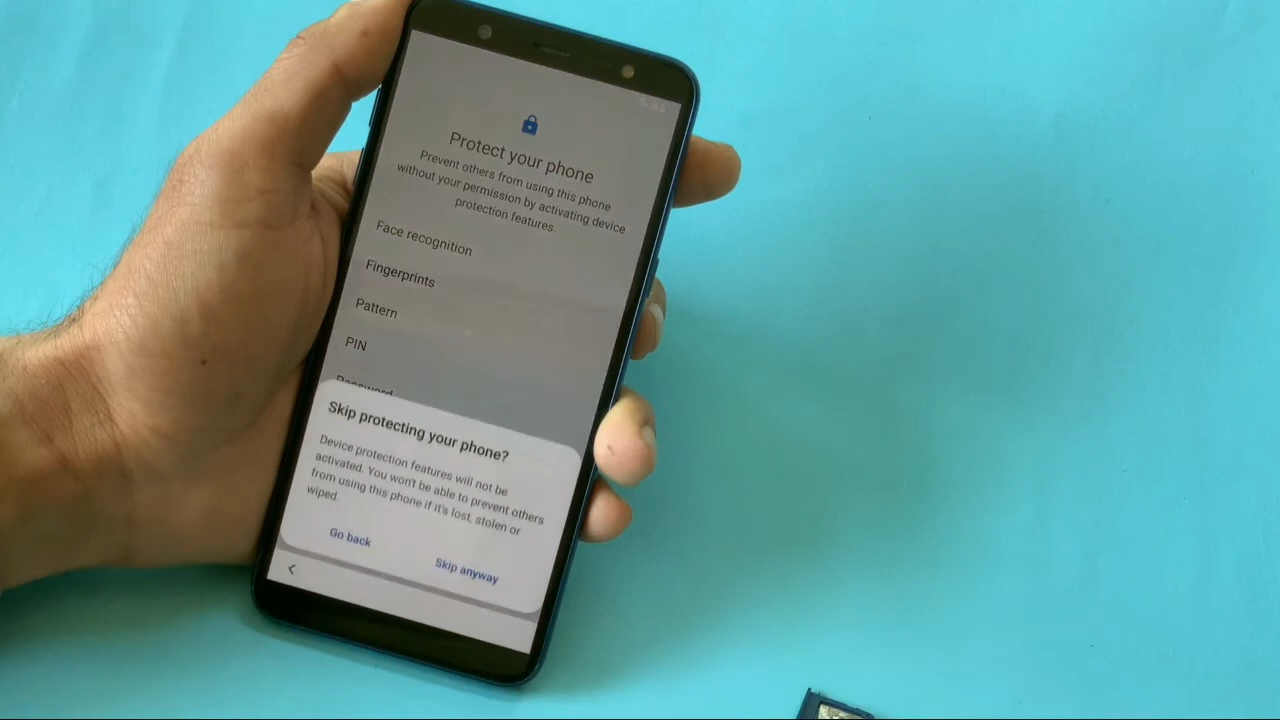 Protect your phone
Prevent others from using this phone
without your permission by activating device
protection features.
Face recognition
Fingerprints
Pattern
PIN
Password
Skip protecting your phone?
Device protection features will not be
activated. You won't be able to prevent others
from using this phone if it's lost, stolen or
wiped.
Go back
Skip anyway